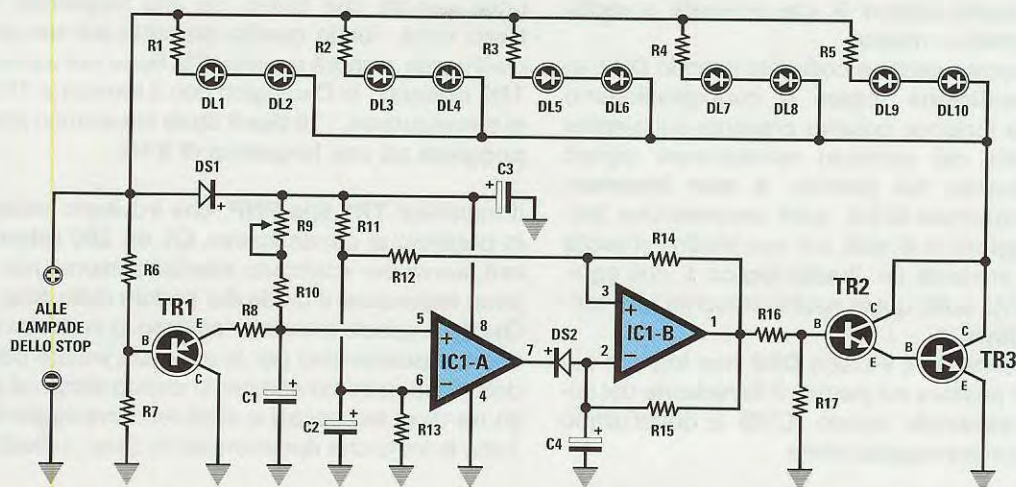 R1 R2 R3 R4 R5
DL1 DL2 DL3 DL4 DL5 DL6 DL7 DL8 DL9 DL10
DS1 + C3 +
R9 R11 R14
R12
R6 R10
+
ALLE
LAMPADE
DELLO STOP
−
TR1 B E C R8
5 + 8 IC1-A 7 6 − 4
DS2 +
3 + IC1-B 1 2 −
R16 TR2 B C E
B C E TR3
R7 C1 + C2 + R13 C4 + R15 R17